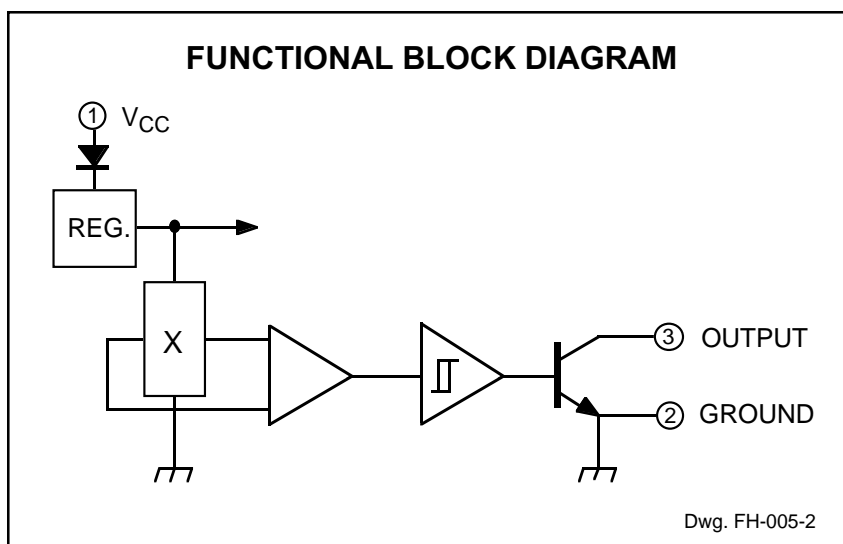 FUNCTIONAL BLOCK DIAGRAM
1 VCC
REG.
X
3 OUTPUT
2 GROUND
Dwg. FH-005-2